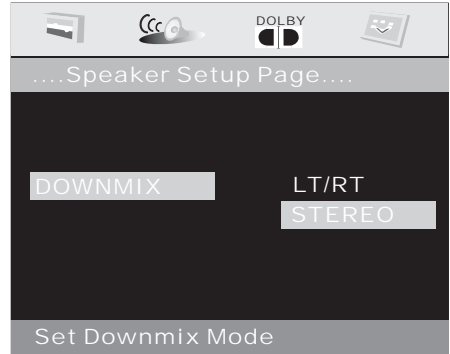 DOLBY
....Speaker Setup Page....
DOWNMIX
LT/RT
STEREO
Set Downmix Mode